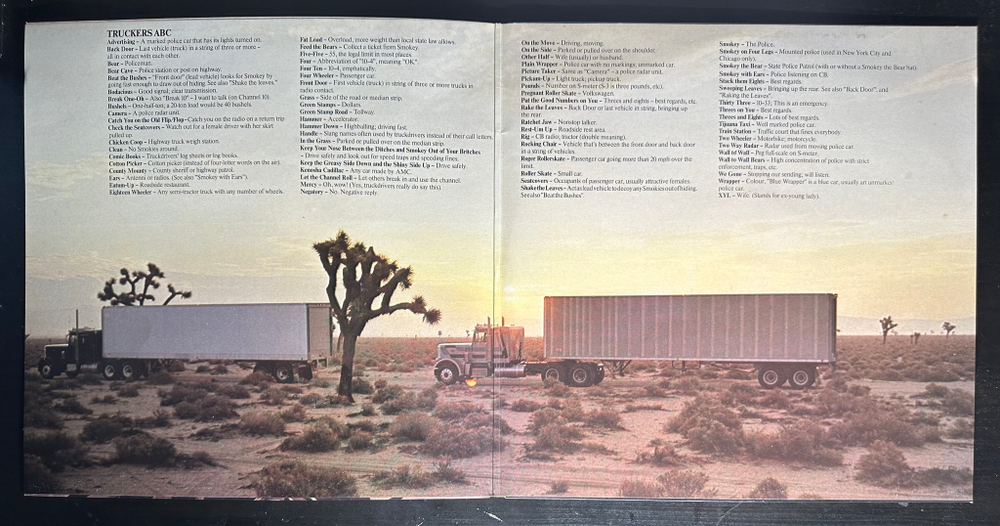 TRUCKERS ABC
Advertising – A marked police car that has its lights turned on.
Back Door – Last vehicle (truck) in a string of three or more –
all in contact with each other.
Bear – Policeman.
Bear Cave – Police station or post on highway.
Beat the Bushes – "Front door" (lead vehicle) looks for Smokey by
going fast enough to draw out of hiding. See also "Shake the leaves."
Bodacious – Good signal; clear transmission.
Break One-Oh – Also "Break 10" – I want to talk (on Channel 10).
Bushels – One-half-ton; a 20-ton load would be 40 bushels.
Camera – A police radar unit.
Catch You on the Old Flip/Flop – Catch you on the radio on a return trip
Check the Seatcovers – Watch out for a female driver with her skirt
pulled up.
Chicken Coop – Highway truck weigh station.
Clean – No Smokies around.
Comic Books – Truckdrivers' log sheets or log books.
Cotton Picker – Cotton picker (instead of four-letter words on the air).
County Mounty – County sheriff or highway patrol.
Ears – Antenna or radios. (See also "Smokey with Ears").
Eatum-Up – Roadside restaurant.
Eighteen Wheeler – Any semi-tractor truck with any number of wheels.
Fat Load – Overload, more weight than local state law allows.
Feed the Bears – Collect a ticket from Smokey.
Five-Five – 55, the legal limit in most places.
Four – Abbreviation of "10-4", meaning "OK."
Four Ten – 10-4, emphatically.
Four Wheeler – Passenger car.
Front Door – First vehicle (truck) in string of three or more trucks in
radio contact.
Grass – Side of the road or median strip.
Green Stamps – Dollars.
Green Stamp Road – Tollway.
Hammer – Accelerator.
Hammer Down – Highballing; driving fast.
Handle – Slang names often used by truckdrivers instead of their call letters.
In the Grass – Parked or pulled over on the median strip.
Keep Your Nose Between the Ditches and Smokey Out of Your Britches
– Drive safely and look out for speed traps and speeding fines.
Keep the Greasy Side Down and the Shiny Side Up – Drive safely.
Kenosha Cadillac – Any car made by AMC.
Let the Channel Roll – Let others break in and use the channel.
Mercy – Oh, wow! (Yes, truckdrivers really do say this).
Negatory – No. Negative reply.
On the Move – Driving, moving.
On the Side – Parked or pulled over on the shoulder.
Other Half – Wife (usually) or husband.
Plain Wrapper – Police car with no markings; unmarked car.
Picture Taker – Same as "Camera" – a police radar unit.
Pickum-Up – Light truck; pickup truck.
Pounds – Number on S-meter (S-3 is three pounds, etc).
Pregnant Roller Skate – Volkswagen.
Put the Good Numbers on You – Threes and eights – best regards, etc.
Rake the Leaves – Back Door or last vehicle in string, bringing up
the rear.
Ratchet Jaw – Nonstop talker.
Rest-Um Up – Roadside rest area.
Rig – CB radio; tractor (double meaning).
Rocking Chair – Vehicle that's between the front door and back door
in a string of vehicles.
Roger Rollerskate – Passenger car going more than 20 mph over the
limit.
Roller Skate – Small car.
Seatcovers – Occupants of passenger car, usually attractive females.
Shake the Leaves – Act as lead vehicle to decoy any Smokies out of hiding.
See also "Beat the Bushes".
Smokey – The Police.
Smokey on Four Legs – Mounted police (used in New York City and
Chicago only).
Smokey the Bear – State Police Patrol (with or without a Smokey the Bear hat).
Smokey with Ears – Police listening on CB.
Stack them Eights – Best regards.
Sweeping Leaves – Bringing up the rear. See also "Back Door", and
"Raking the Leaves".
Thirty Three – 10-33; This is an emergency.
Threes on You – Best regards.
Threes and Eights – Lots of best regards.
Tijuana Taxi – Well marked police car.
Train Station – Traffic court that fines everybody.
Two Wheeler – Motorbike; motorcycle.
Two Way Radar – Radar used from moving police car.
Wall to Wall – Peg full-scale on S-meter.
Wall to Wall Bears – High concentration of police with strict
enforcement, traps, etc.
We Gone – Stopping our sending; will listen.
Wrapper – Colour, "Blue Wrapper" is a blue car, usually an unmarked
police car.
XYL – Wife. (Stands for ex-young lady).